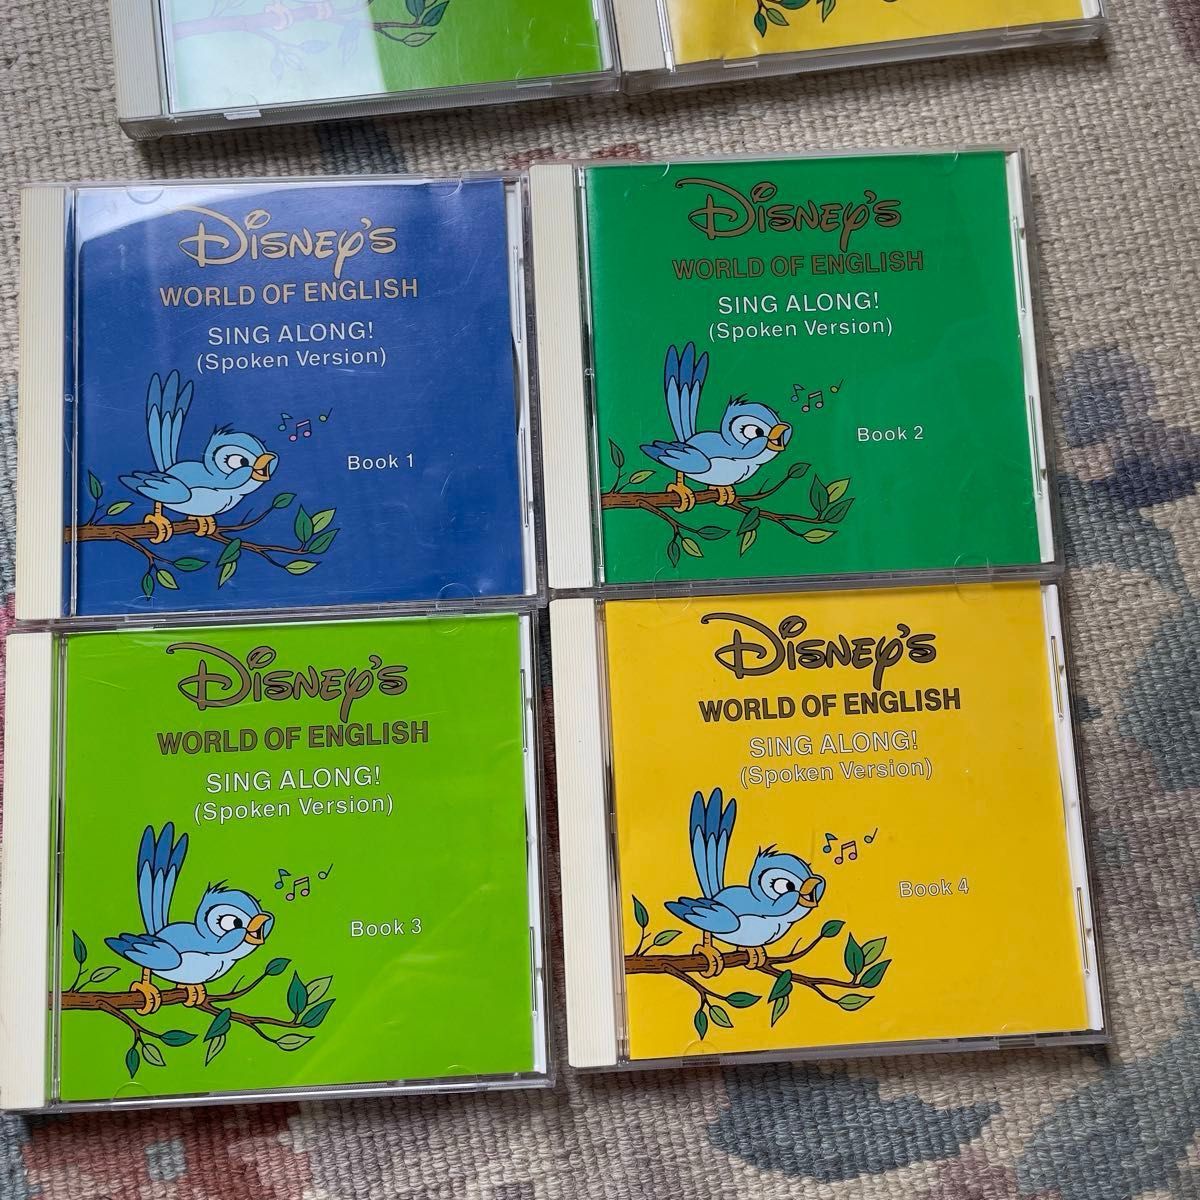 Disney's
WORLD OF ENGLISH
SING ALONG!
(Spoken Version)
Book 1
Disney's
WORLD OF ENGLISH
SING ALONG!
(Spoken Version)
Book 2
Disney's
WORLD OF ENGLISH
SING ALONG!
(Spoken Version)
Book 3
Disney's
WORLD OF ENGLISH
SING ALONG!
(Spoken Version)
Book 4